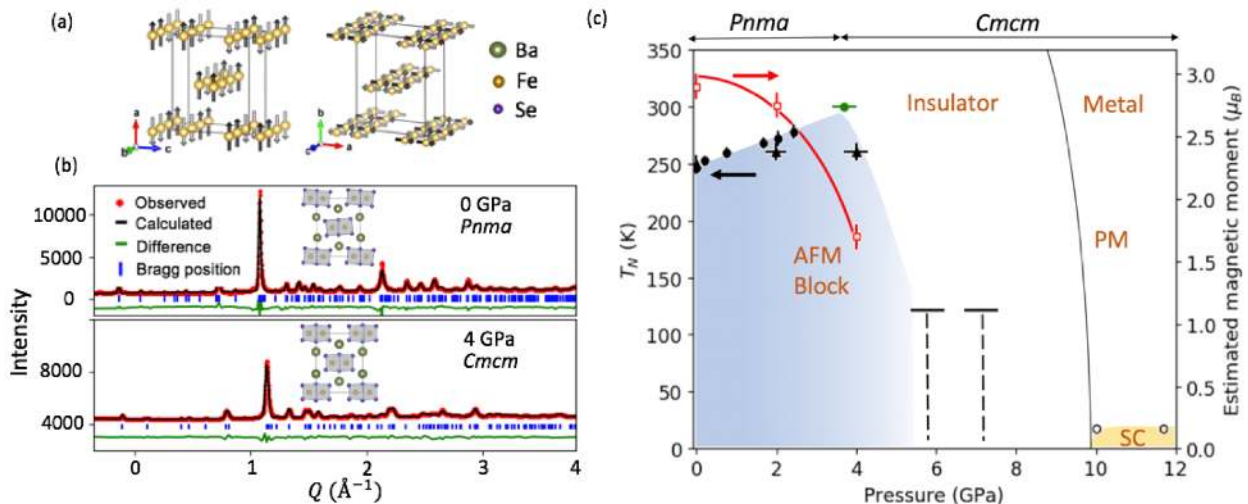 (a)
Ba
Fe
Se
a
b
c
b
c
a
(b)
Observed
Calculated
Difference
Bragg position
0 GPa
Pnma
4 GPa
Cmcm
10000
5000
0
8000
4000
Intensity
0 1 2 3 4
Q (Å⁻¹)
(c)
Pnma
Cmcm
350
300
250
200
150
100
50
0
T_N (K)
Insulator
Metal
PM
AFM
Block
SC
3.0
2.5
2.0
1.5
1.0
0.5
0.0
Estimated magnetic moment (μ_B)
0 2 4 6 8 10 12
Pressure (GPa)